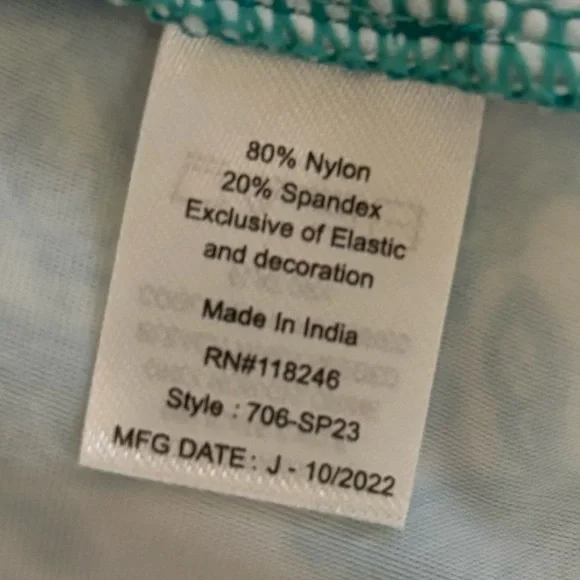 80% Nylon
20% Spandex
Exclusive of Elastic
and decoration
Made In India
RN#118246
Style : 706-SP23
MFG DATE: J - 10/2022